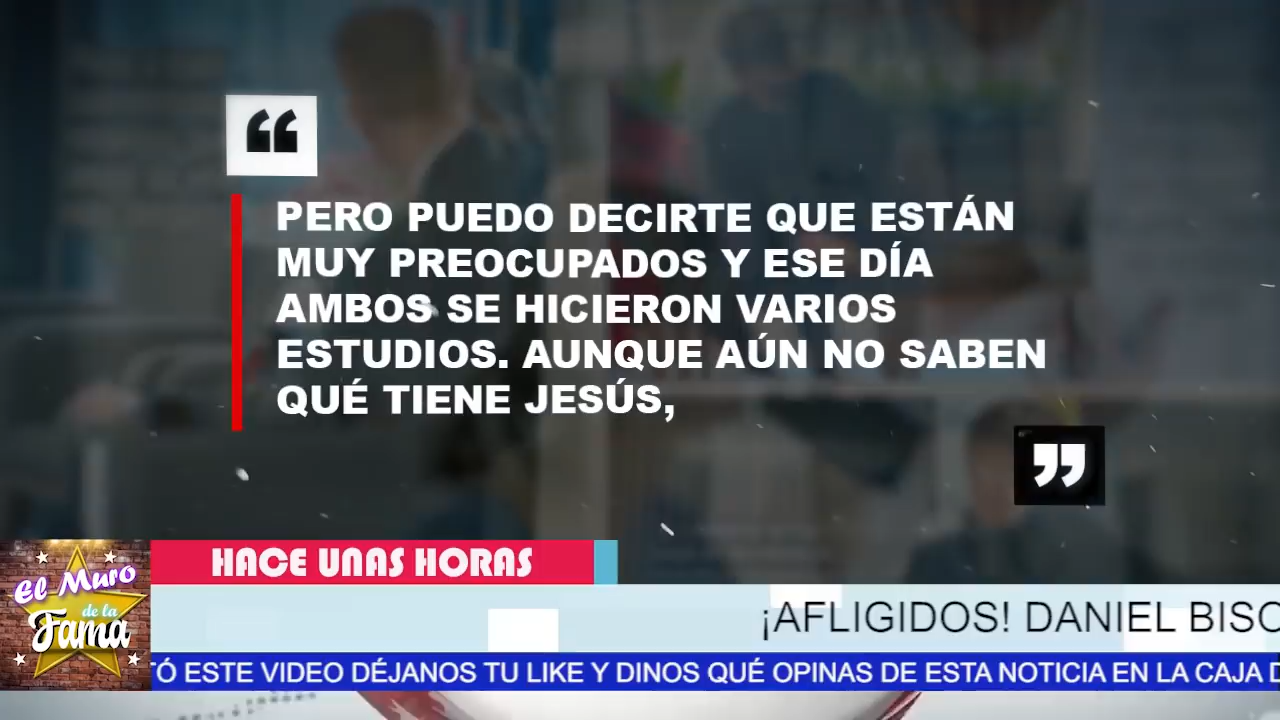 PERO PUEDO DECIRTE QUE ESTÁN
MUY PREOCUPADOS Y ESE DÍA
AMBOS SE HICIERON VARIOS
ESTUDIOS. AUNQUE AÚN NO SABEN
QUÉ TIENE JESÚS,
HACE UNAS HORAS
El Muro
de la
Fama
¡AFLIGIDOS! DANIEL BISC
TÓ ESTE VIDEO DÉJANOS TU LIKE Y DINOS QUÉ OPINAS DE ESTA NOTICIA EN LA CAJA D